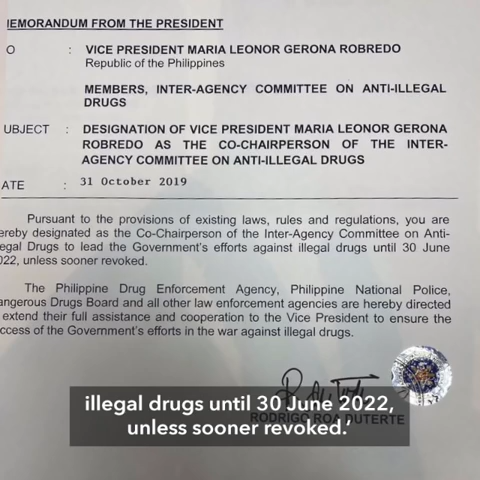 IEMORANDUM FROM THE PRESIDENT
O : VICE PRESIDENT MARIA LEONOR GERONA ROBREDO
Republic of the Philippines
MEMBERS, INTER-AGENCY COMMITTEE ON ANTI-ILLEGAL
DRUGS
UBJECT : DESIGNATION OF VICE PRESIDENT MARIA LEONOR GERONA
ROBREDO AS THE CO-CHAIRPERSON OF THE INTER-
AGENCY COMMITTEE ON ANTI-ILLEGAL DRUGS
ATE : 31 October 2019
Pursuant to the provisions of existing laws, rules and regulations, you are
ereby designated as the Co-Chairperson of the Inter-Agency Committee on Anti-
egal Drugs to lead the Government's efforts against illegal drugs until 30 June
022, unless sooner revoked.
The Philippine Drug Enforcement Agency, Philippine National Police,
angerous Drugs Board and all other law enforcement agencies are hereby directed
extend their full assistance and cooperation to the Vice President to ensure the
ccess of the Government's efforts in the war against illegal drugs.
illegal drugs until 30 June 2022,
RODRIGO ROA DUTERTE
unless sooner revoked.'